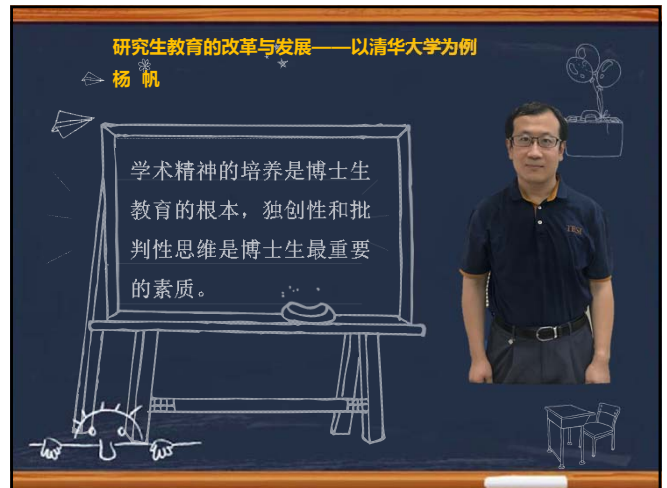 研究生教育的改革与发展——以清华大学为例
杨 帆
学术精神的培养是博士生
教育的根本，独创性和批
判性思维是博士生最重要
的素质。